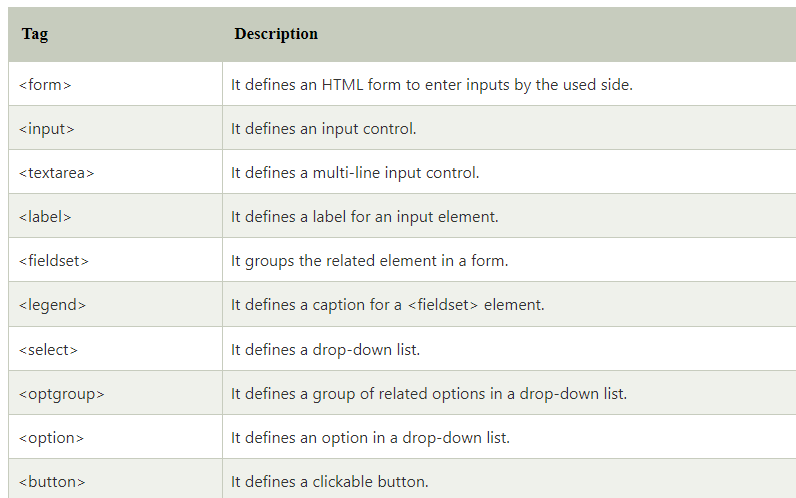 Tag Description
<form> It defines an HTML form to enter inputs by the used side.
<input> It defines an input control.
<textarea> It defines a multi-line input control.
<label> It defines a label for an input element.
<fieldset> It groups the related element in a form.
<legend> It defines a caption for a <fieldset> element.
<select> It defines a drop-down list.
<optgroup> It defines a group of related options in a drop-down list.
<option> It defines an option in a drop-down list.
<button> It defines a clickable button.